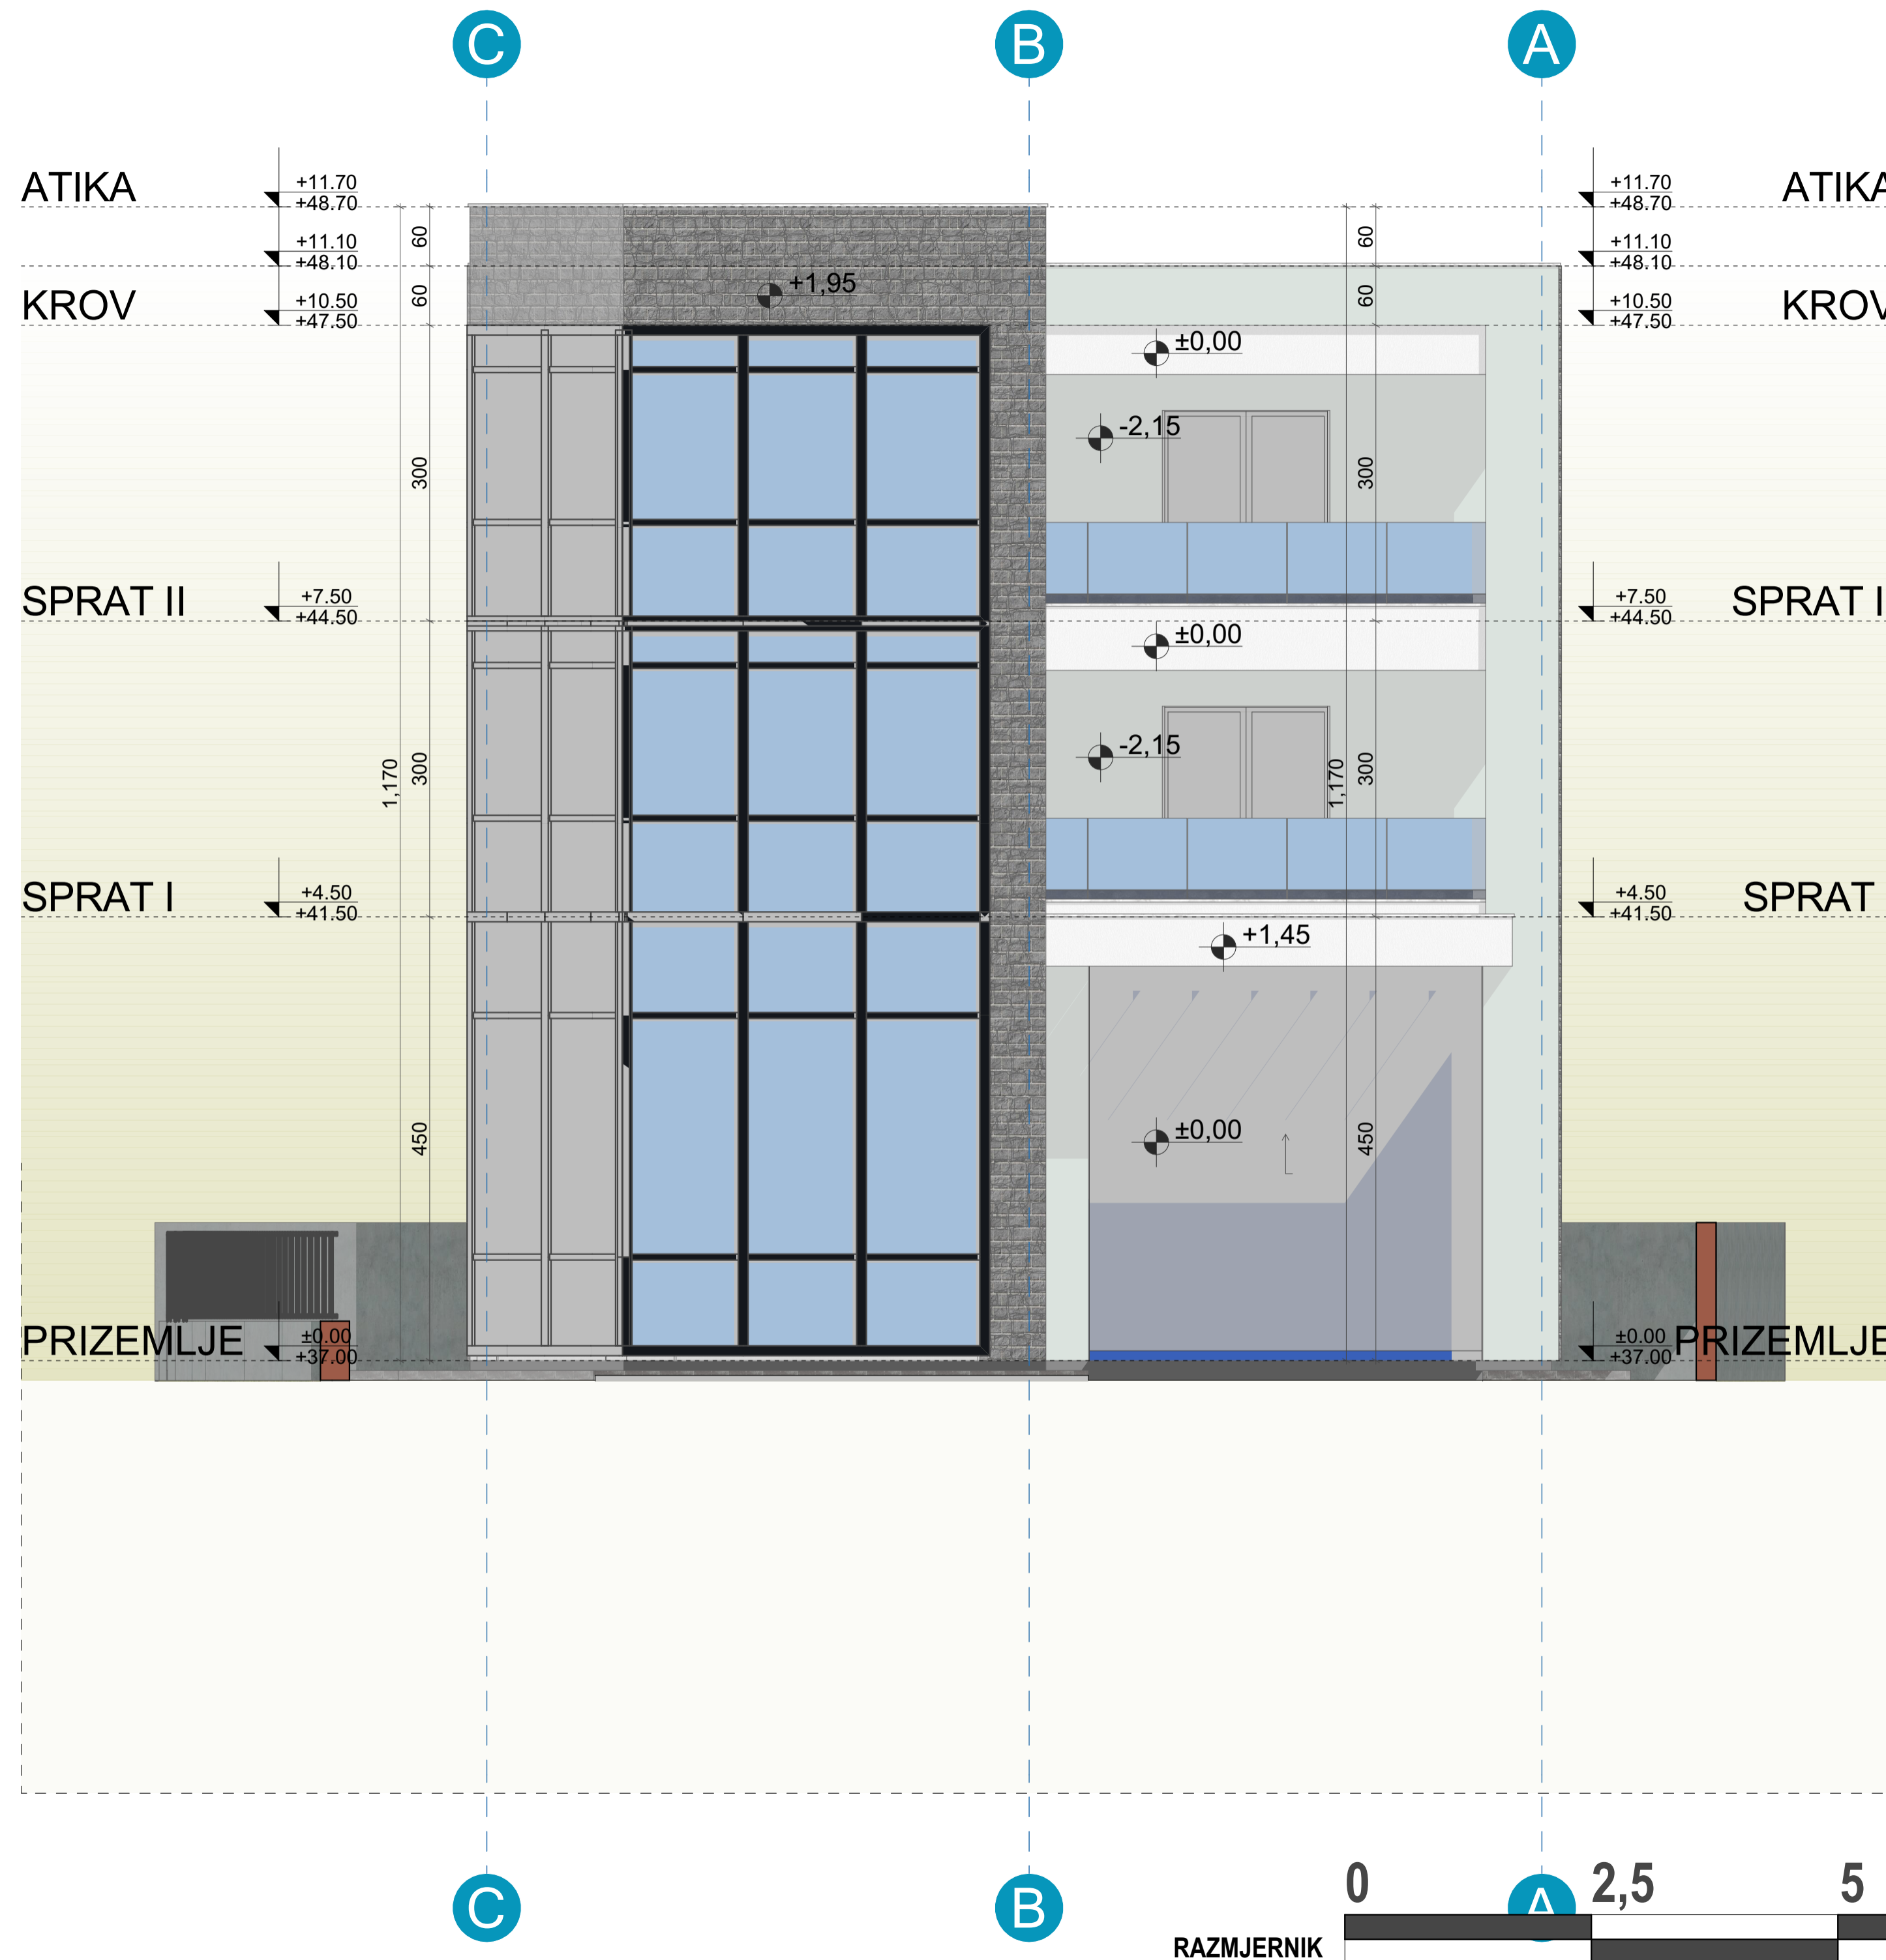 C B A
ATIKA +11.70 +11.70 ATIKA
+48.70 60 60 +48.70
+11.10 +11.10
+48.10 +48.10
KROV +10.50 60 +1,95 60 +10.50 KROV
+47.50 +47.50
±0,00
-2,15
300 300
SPRAT II +7.50 +7.50 SPRAT I
+44.50 +44.50
±0,00
-2,15
1,170 300 1,170 300
SPRAT I +4.50 +4.50 SPRAT
+41.50 +41.50
+1,45
450 ±0,00 450
PRIZEMLJE ±0.00 ±0.00 PRIZEMLJE
+37.00 +37.00
0 2,5 5
C B A
RAZMJERNIK